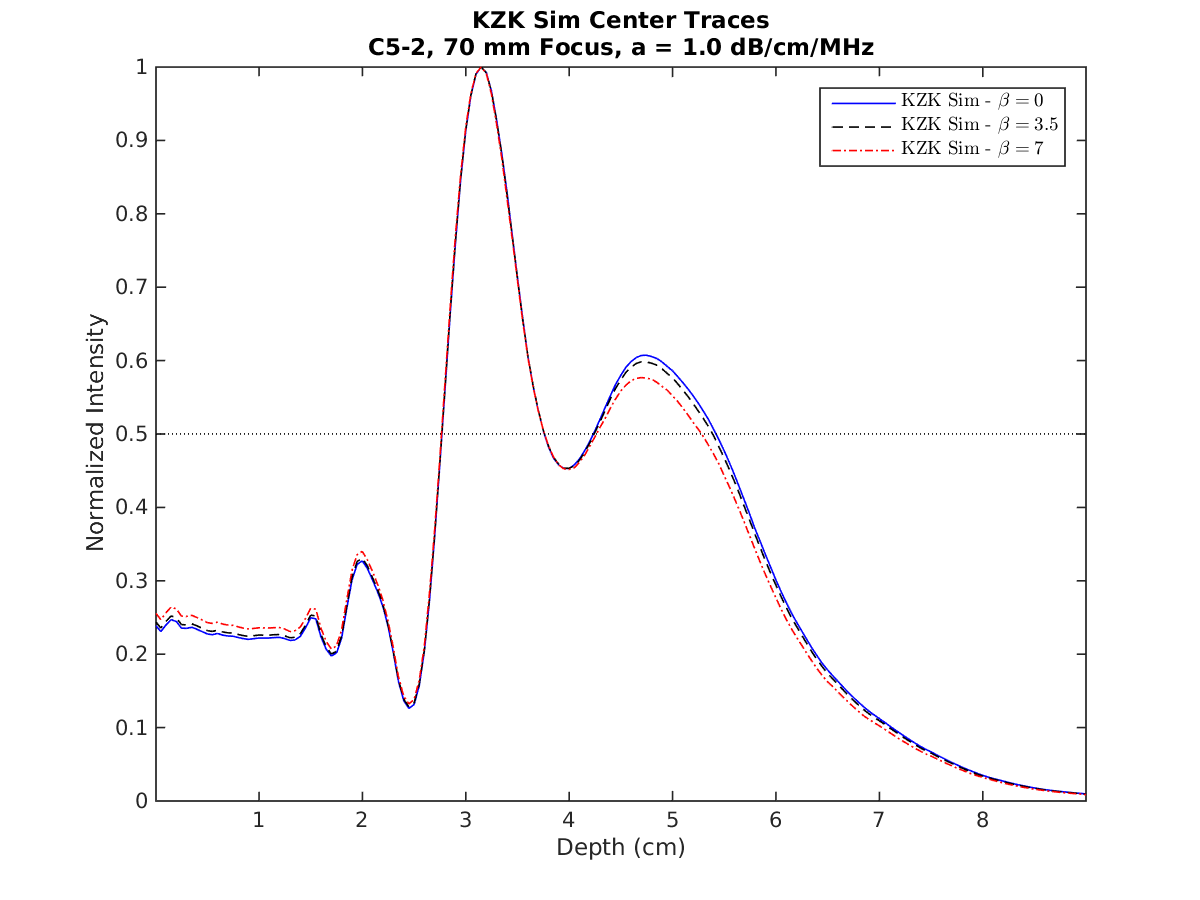 KZK Sim Center Traces
C5-2, 70 mm Focus, a = 1.0 dB/cm/MHz
KZK Sim - β = 0
KZK Sim - β = 3.5
KZK Sim - β = 7
Normalized Intensity
1
0.9
0.8
0.7
0.6
0.5
0.4
0.3
0.2
0.1
0
1 2 3 4 5 6 7 8
Depth (cm)